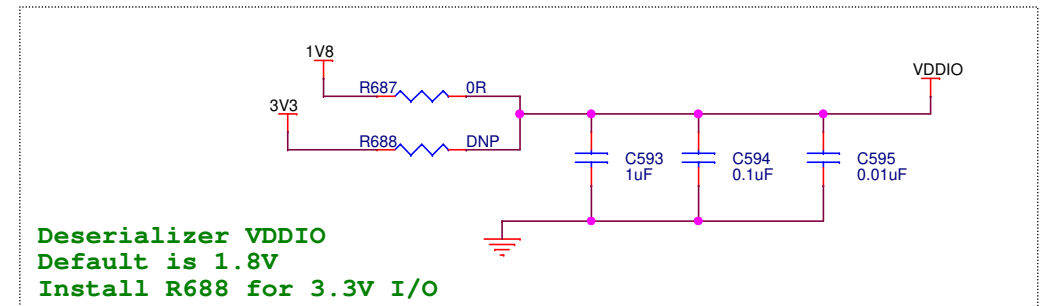 1V8
VDDIO
R687 0R
3V3
R688 DNP
C593 C594 C595
1uF 0.1uF 0.01uF
Deserializer VDDIO
Default is 1.8V
Install R688 for 3.3V I/O